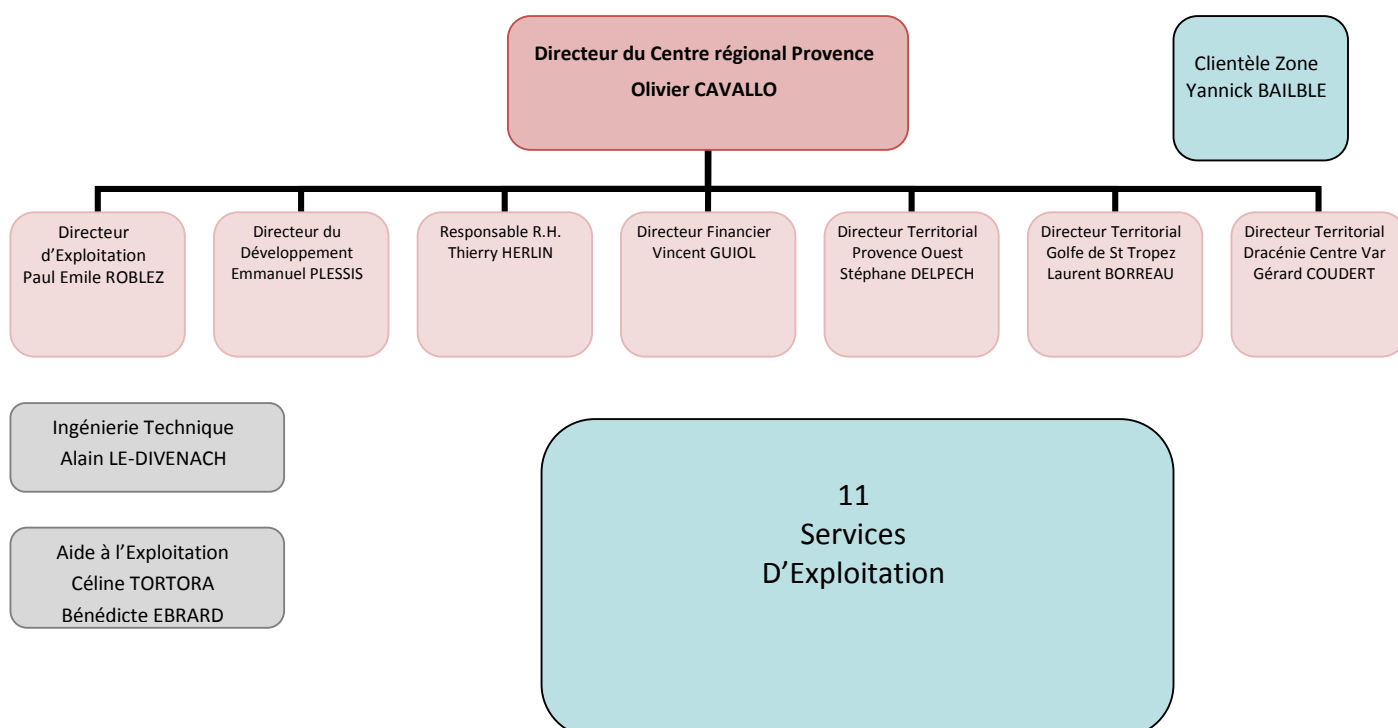 Directeur du Centre régional Provence
Olivier CAVALLO
Clientèle Zone
Yannick BAILBLE
Directeur
d’Exploitation
Paul Emile ROBLEZ
Directeur du
Développement
Emmanuel PLESSIS
Responsable R.H.
Thierry HERLIN
Directeur Financier
Vincent GUIOL
Directeur Territorial
Provence Ouest
Stéphane DELPECH
Directeur Territorial
Golfe de St Tropez
Laurent BORREAU
Directeur Territorial
Dracénie Centre Var
Gérard COUDERT
Ingénierie Technique
Alain LE-DIVENACH
Aide à l’Exploitation
Céline TORTORA
Bénédicte EBRARD
11
Services
D’Exploitation